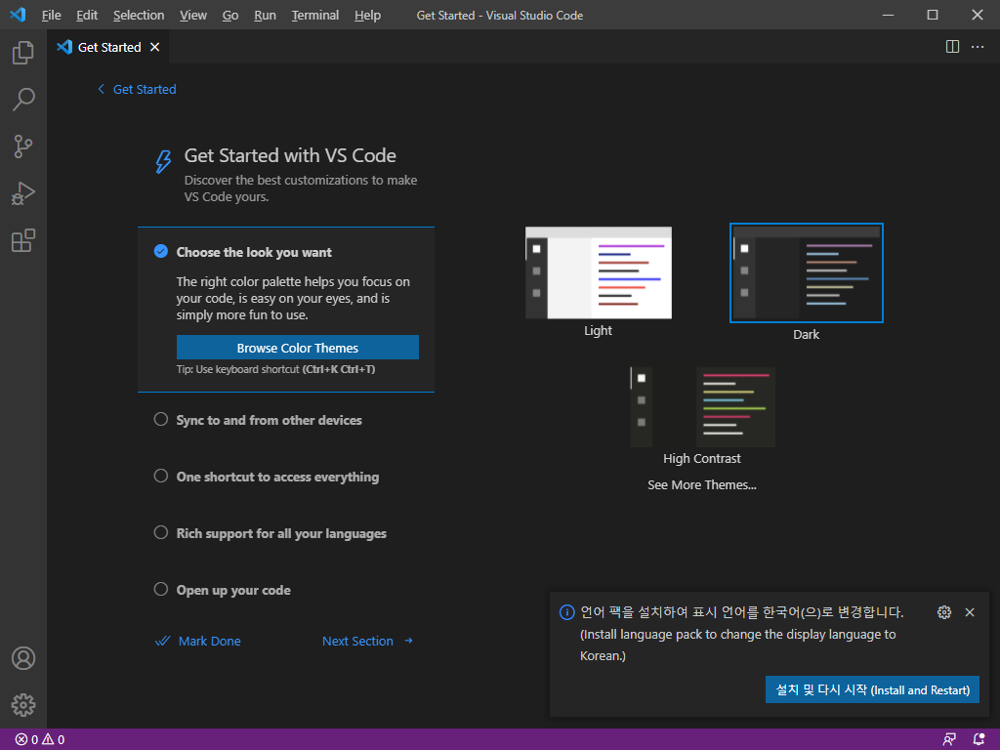 File Edit Selection View Go Run Terminal Help Get Started - Visual Studio Code
Get Started
Get Started
Get Started with VS Code
Discover the best customizations to make
VS Code yours.
Choose the look you want
The right color palette helps you focus on
your code, is easy on your eyes, and is
simply more fun to use.
Browse Color Themes
Tip: Use keyboard shortcut (Ctrl+K Ctrl+T)
Sync to and from other devices
One shortcut to access everything
Rich support for all your languages
Open up your code
Mark Done Next Section
Light
Dark
High Contrast
See More Themes...
언어 팩을 설치하여 표시 언어를 한국어(으)로 변경합니다.
(Install language pack to change the display language to
Korean.)
설치 및 다시 시작 (Install and Restart)
0 0